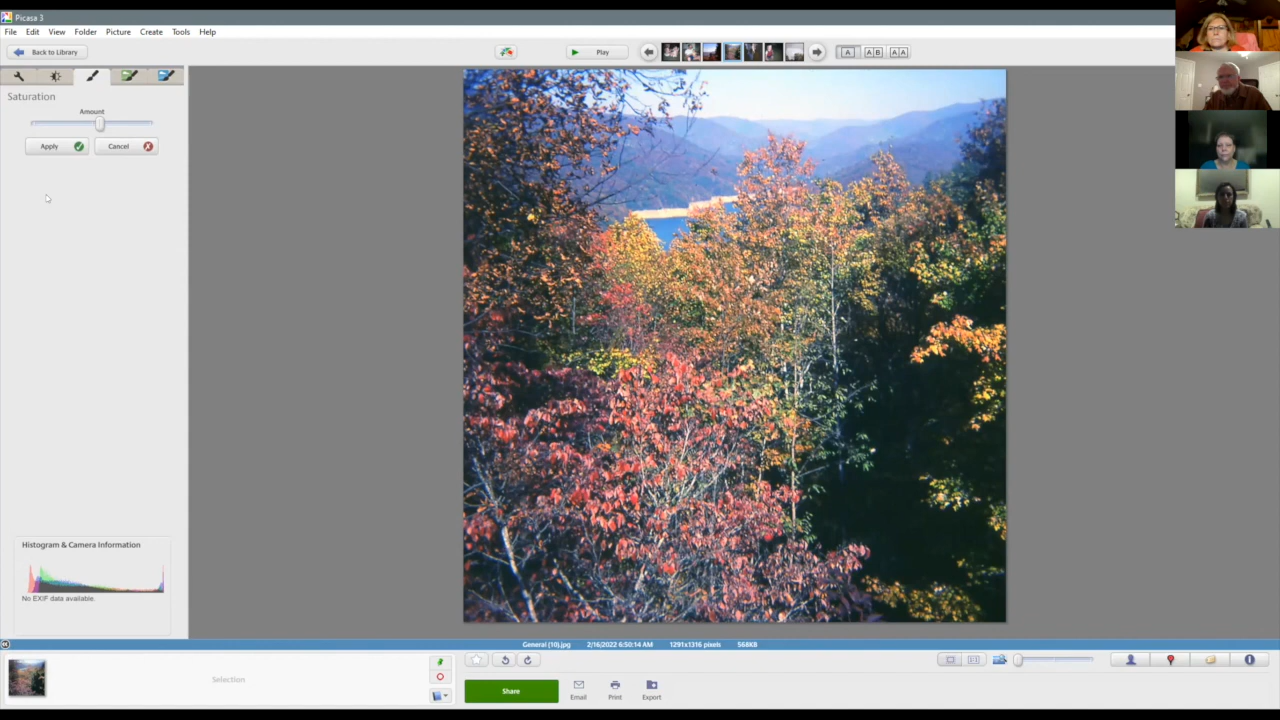 Picasa 3
File Edit View Folder Picture Create Tools Help
Back to Library
Play
A
A B
A A
Saturation
Amount
Apply
Cancel
Histogram & Camera Information
No EXIF data available.
General (10).jpg 2/16/2022 6:50:14 AM 1291x1316 pixels 568KB
Selection
Share
Email
Print
Export